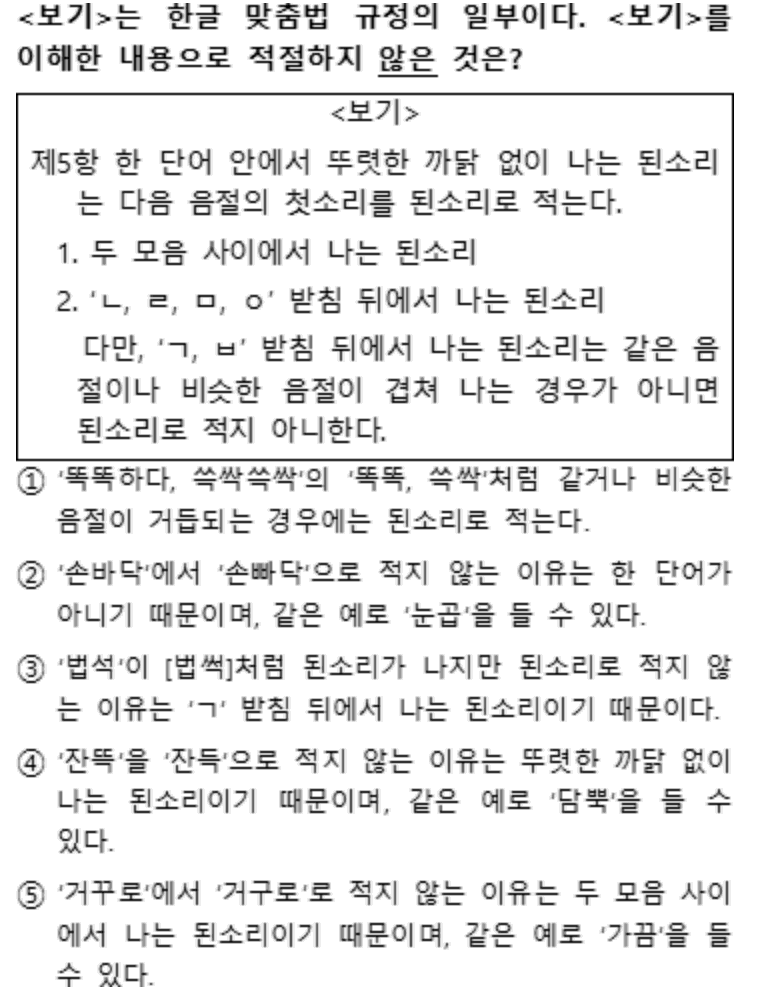 <보기>는 한글 맞춤법 규정의 일부이다. <보기>를
이해한 내용으로 적절하지 않은 것은?
<보기>
제5항 한 단어 안에서 뚜렷한 까닭 없이 나는 된소리
는 다음 음절의 첫소리를 된소리로 적는다.
1. 두 모음 사이에서 나는 된소리
2. ‘ㄴ, ㄹ, ㅁ, ㅇ’ 받침 뒤에서 나는 된소리
다만, ‘ㄱ, ㅂ’ 받침 뒤에서 나는 된소리는 같은 음
절이나 비슷한 음절이 겹쳐 나는 경우가 아니면
된소리로 적지 아니한다.
① ‘똑똑하다, 쓱싹쓱싹’의 ‘똑똑, 쓱싹’처럼 같거나 비슷한
음절이 거듭되는 경우에는 된소리로 적는다.
② ‘손바닥’에서 ‘손빠닥’으로 적지 않는 이유는 한 단어가
아니기 때문이며, 같은 예로 ‘눈곱’을 들 수 있다.
③ ‘법석’이 [법썩]처럼 된소리가 나지만 된소리로 적지 않
는 이유는 ‘ㄱ’ 받침 뒤에서 나는 된소리이기 때문이다.
④ ‘잔뜩’을 ‘잔득’으로 적지 않는 이유는 뚜렷한 까닭 없이
나는 된소리이기 때문이며, 같은 예로 ‘담뿍’을 들 수
있다.
⑤ ‘거꾸로’에서 ‘거구로’로 적지 않는 이유는 두 모음 사이
에서 나는 된소리이기 때문이며, 같은 예로 ‘가끔’을 들
수 있다.